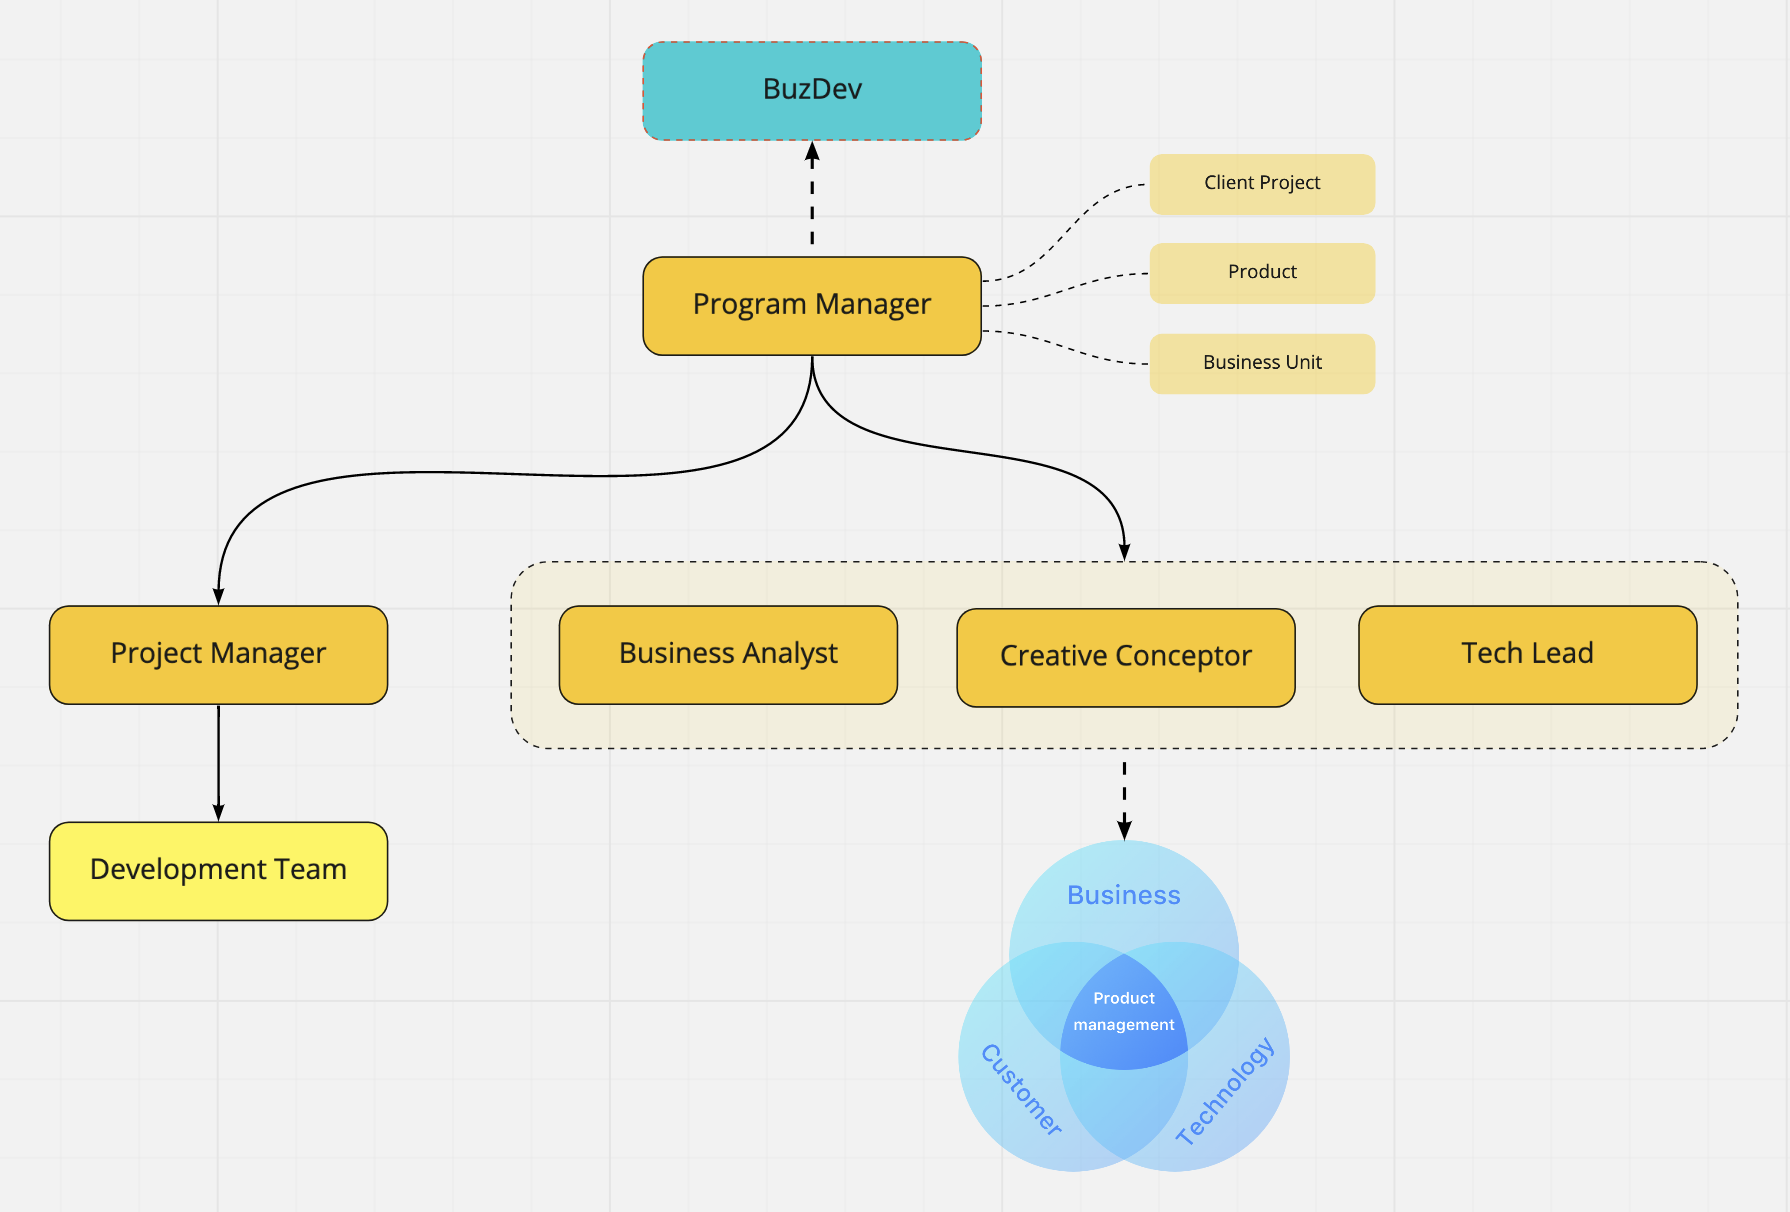 BuzDev
Client Project
Product
Program Manager
Business Unit
Project Manager
Business Analyst
Creative Conceptor
Tech Lead
Development Team
Business
Product
management
Customer
Technology